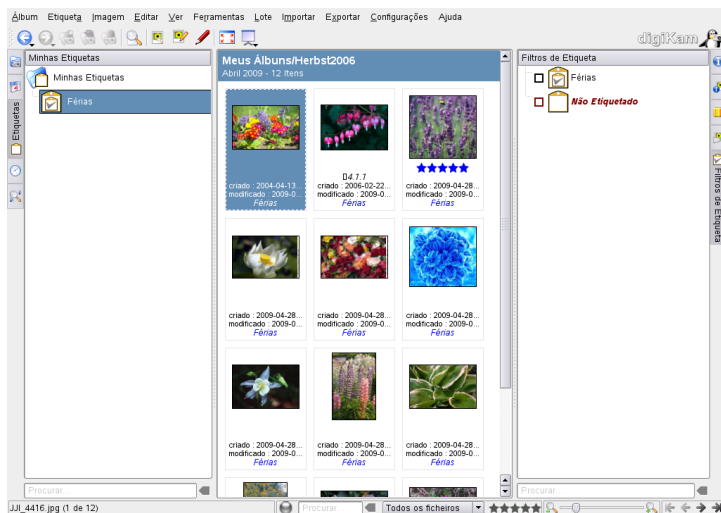 Álbum Etiqueta Imagem Editar Ver Ferramentas Lote Importar Exportar Configurações Ajuda
digiKam
Minhas Etiquetas
Minhas Etiquetas
Férias
Etiquetas
Meus Álbuns/Herbst2006
Abril 2009 - 12 Itens
criado : 2004-04-13...
modificado : 2009-0...
Férias
4.1.1
criado : 2006-02-22...
modificado : 2009-0...
Férias
criado : 2009-04-28...
modificado : 2009-0...
Férias
criado : 2009-04-28...
modificado : 2009-0...
Férias
criado : 2009-04-28...
modificado : 2009-0...
Férias
criado : 2009-04-28...
modificado : 2009-0...
Férias
criado : 2009-04-28...
modificado : 2009-0...
Férias
criado : 2009-04-28...
modificado : 2009-0...
Férias
criado : 2009-04-28...
modificado : 2009-0...
Férias
Filtros de Etiqueta
Férias
Não Etiquetado
Filtros de Etiqueta
Procurar...
Procurar...
JJI_4416.jpg (1 de 12)
Procurar...
Todos os ficheiros